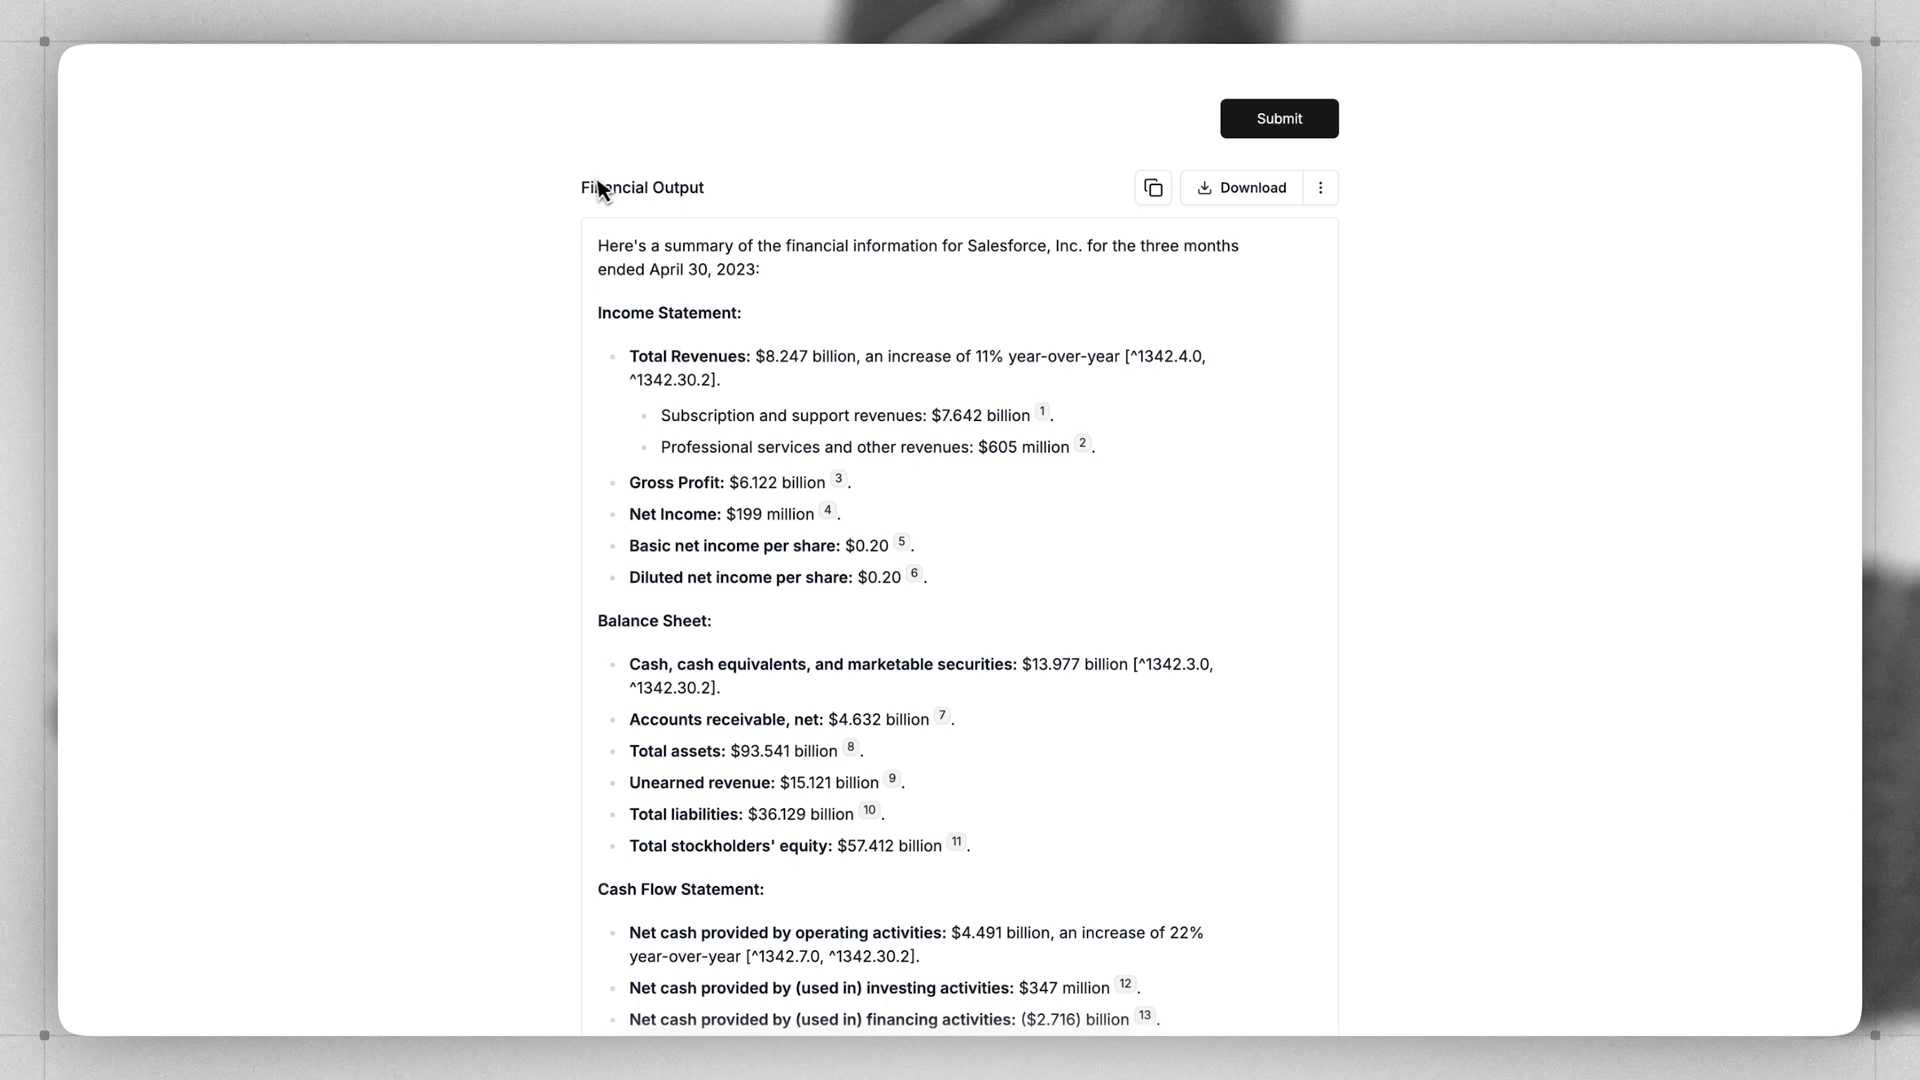 Submit
Financial Output
Download
Here's a summary of the financial information for Salesforce, Inc. for the three months
ended April 30, 2023:
Income Statement:
Total Revenues: $8.247 billion, an increase of 11% year-over-year [^1342.4.0,
^1342.30.2].
Subscription and support revenues: $7.642 billion 1.
Professional services and other revenues: $605 million 2.
Gross Profit: $6.122 billion 3.
Net Income: $199 million 4.
Basic net income per share: $0.20 5.
Diluted net income per share: $0.20 6.
Balance Sheet:
Cash, cash equivalents, and marketable securities: $13.977 billion [^1342.3.0,
^1342.30.2].
Accounts receivable, net: $4.632 billion 7.
Total assets: $93.541 billion 8.
Unearned revenue: $15.121 billion 9.
Total liabilities: $36.129 billion 10.
Total stockholders' equity: $57.412 billion 11.
Cash Flow Statement:
Net cash provided by operating activities: $4.491 billion, an increase of 22%
year-over-year [^1342.7.0, ^1342.30.2].
Net cash provided by (used in) investing activities: $347 million 12.
Net cash provided by (used in) financing activities: ($2.716) billion 13.